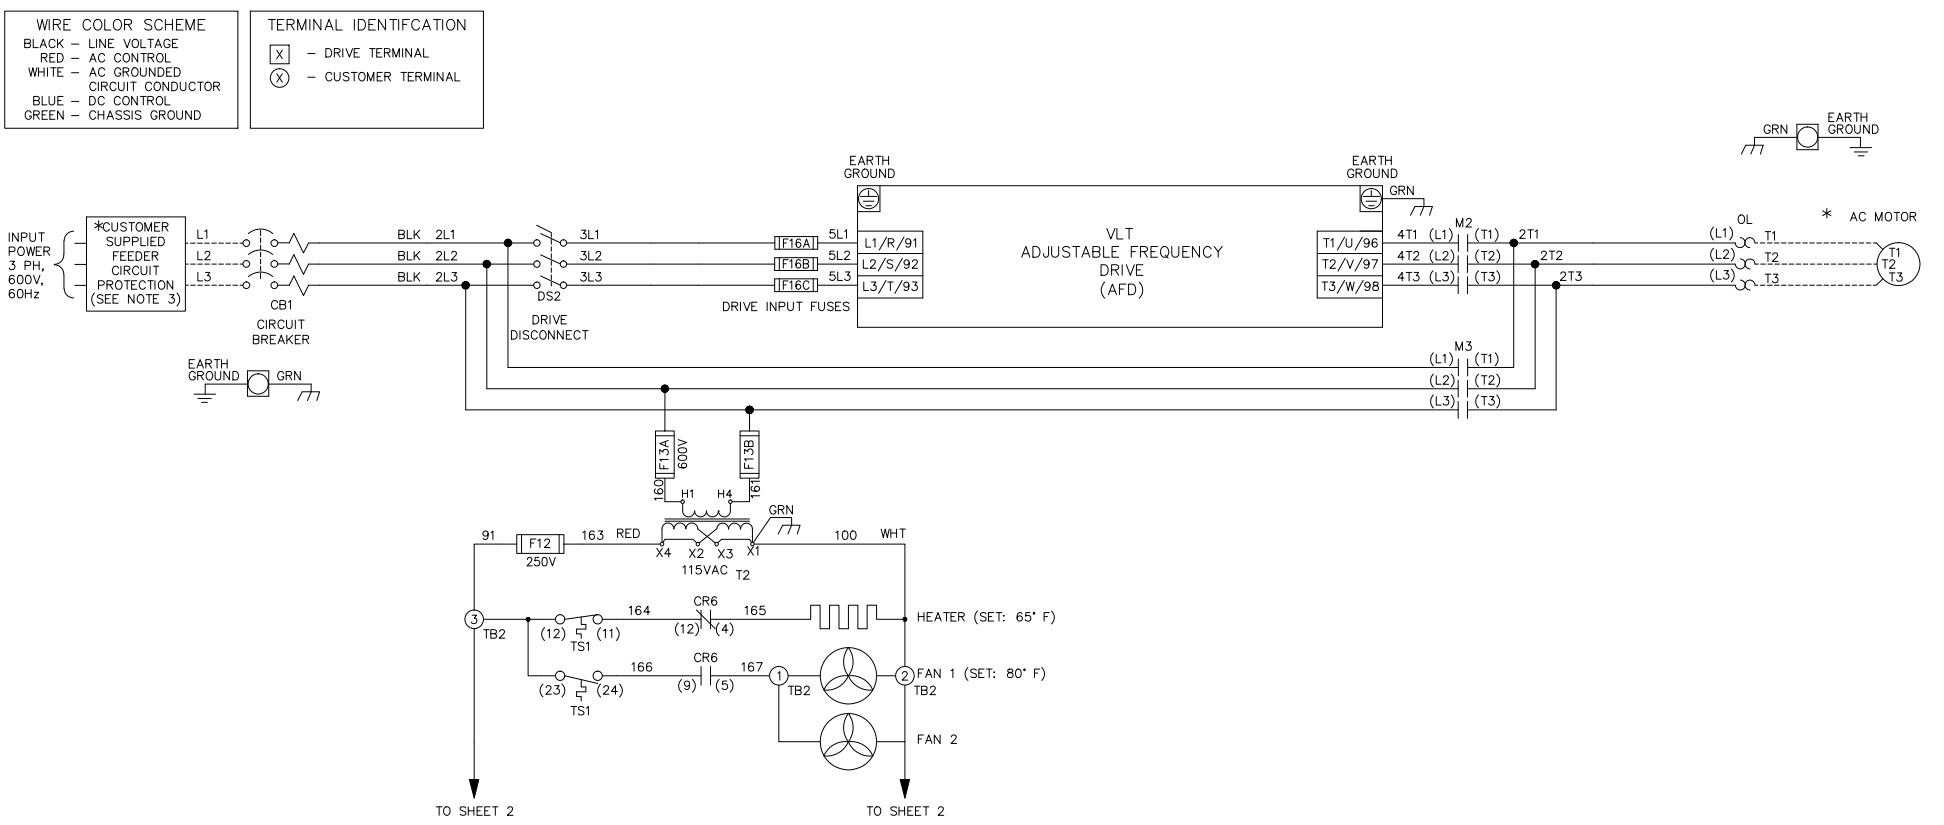 WIRE COLOR SCHEME
BLACK – LINE VOLTAGE
RED – AC CONTROL
WHITE – AC GROUNDED
CIRCUIT CONDUCTOR
BLUE – DC CONTROL
GREEN – CHASSIS GROUND
TERMINAL IDENTIFCATION
X – DRIVE TERMINAL
X – CUSTOMER TERMINAL
INPUT
POWER
3 PH,
600V,
60Hz
*CUSTOMER
SUPPLIED
FEEDER
CIRCUIT
PROTECTION
(SEE NOTE 3)
L1
L2
L3
CB1
CIRCUIT
BREAKER
EARTH
GROUND
GRN
BLK 2L1
BLK 2L2
BLK 2L3
DS2
DRIVE
DISCONNECT
3L1
3L2
3L3
F16A
F16B
F16C
DRIVE INPUT FUSES
5L1
5L2
5L3
EARTH
GROUND
L1/R/91
L2/S/92
L3/T/93
VLT
ADJUSTABLE FREQUENCY
DRIVE
(AFD)
EARTH
GROUND
GRN
T1/U/96
T2/V/97
T3/W/98
M2
4T1 (L1) (T1) 2T1
4T2 (L2) (T2) 2T2
4T3 (L3) (T3) 2T3
M3
(L1) (T1)
(L2) (T2)
(L3) (T3)
GRN
EARTH
GROUND
OL
(L1) T1
(L2) T2
(L3) T3
* AC MOTOR
T1
T2
T3
F13A
600V
F13B
160
161
H1 H4
GRN
91
F12
250V
163 RED
X4 X2 X3 X1
115VAC T2
100 WHT
3
TB2
(12) (11)
TS1
164
CR6
(12) (4)
165
HEATER (SET: 65° F)
(23) (24)
TS1
166
CR6
(9) (5)
167
1
TB2
2
TB2
FAN 1 (SET: 80° F)
FAN 2
TO SHEET 2
TO SHEET 2